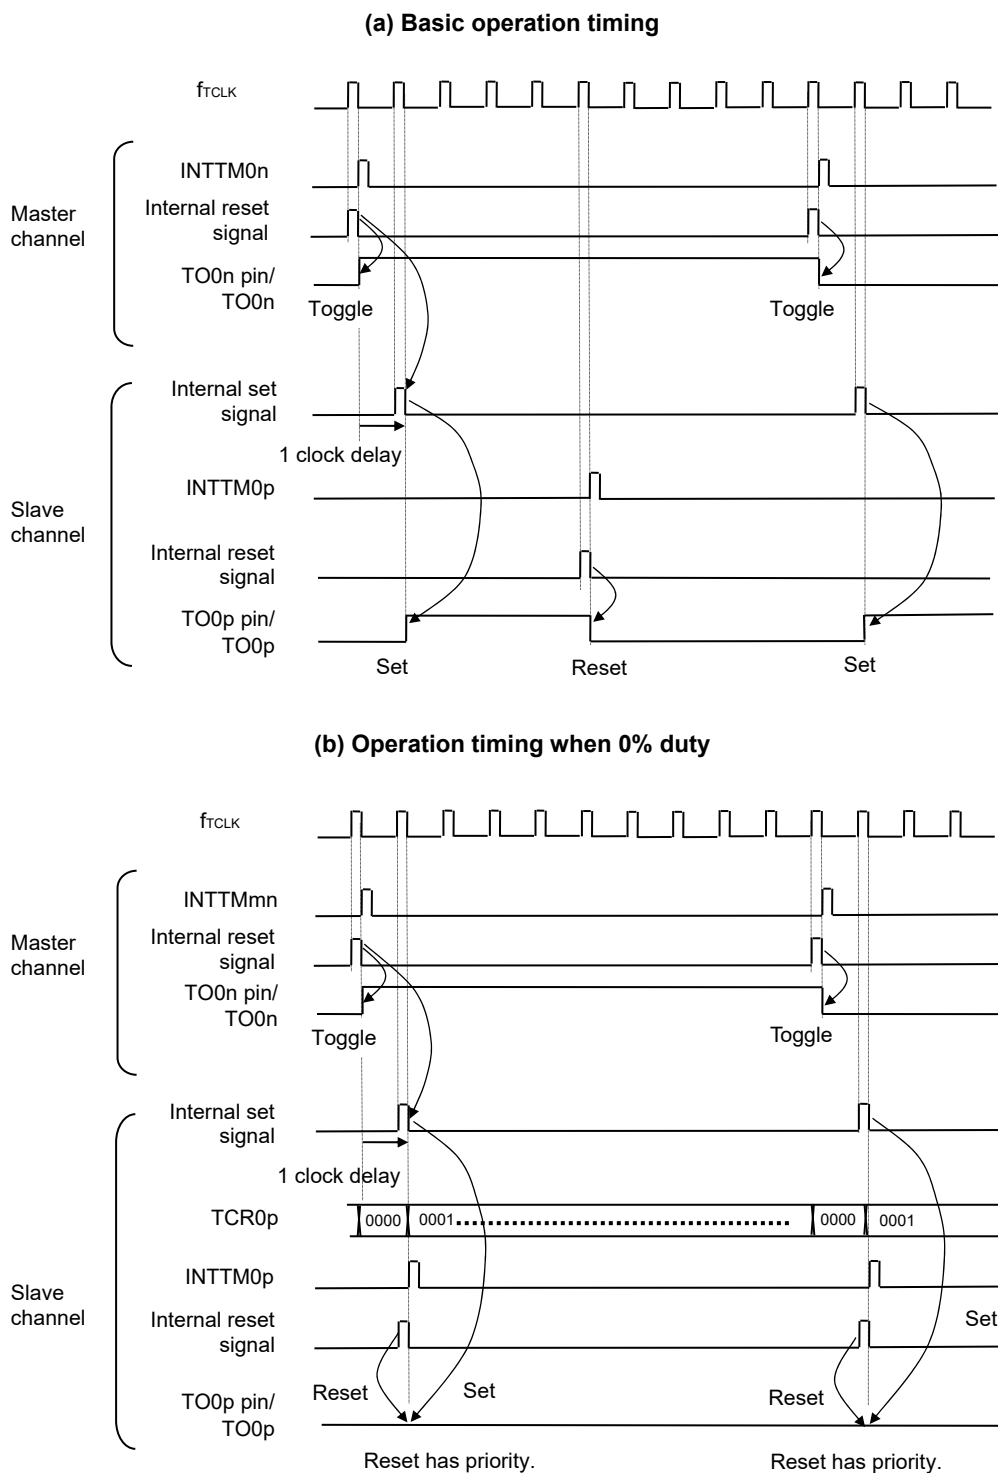 (a) Basic operation timing
fTCLK
INTTM0n
Internal reset
signal
Master
channel
TO0n pin/
TO0n
Toggle
Toggle
Internal set
signal
1 clock delay
INTTM0p
Slave
channel
Internal reset
signal
TO0p pin/
TO0p
Set
Reset
Set
(b) Operation timing when 0% duty
fTCLK
INTTMmn
Internal reset
signal
Master
channel
TO0n pin/
TO0n
Toggle
Toggle
Internal set
signal
1 clock delay
TCR0p
0000
0001
0000
0001
INTTM0p
Slave
channel
Internal reset
signal
Set
Reset
Set
Reset
TO0p pin/
TO0p
Reset has priority.
Reset has priority.